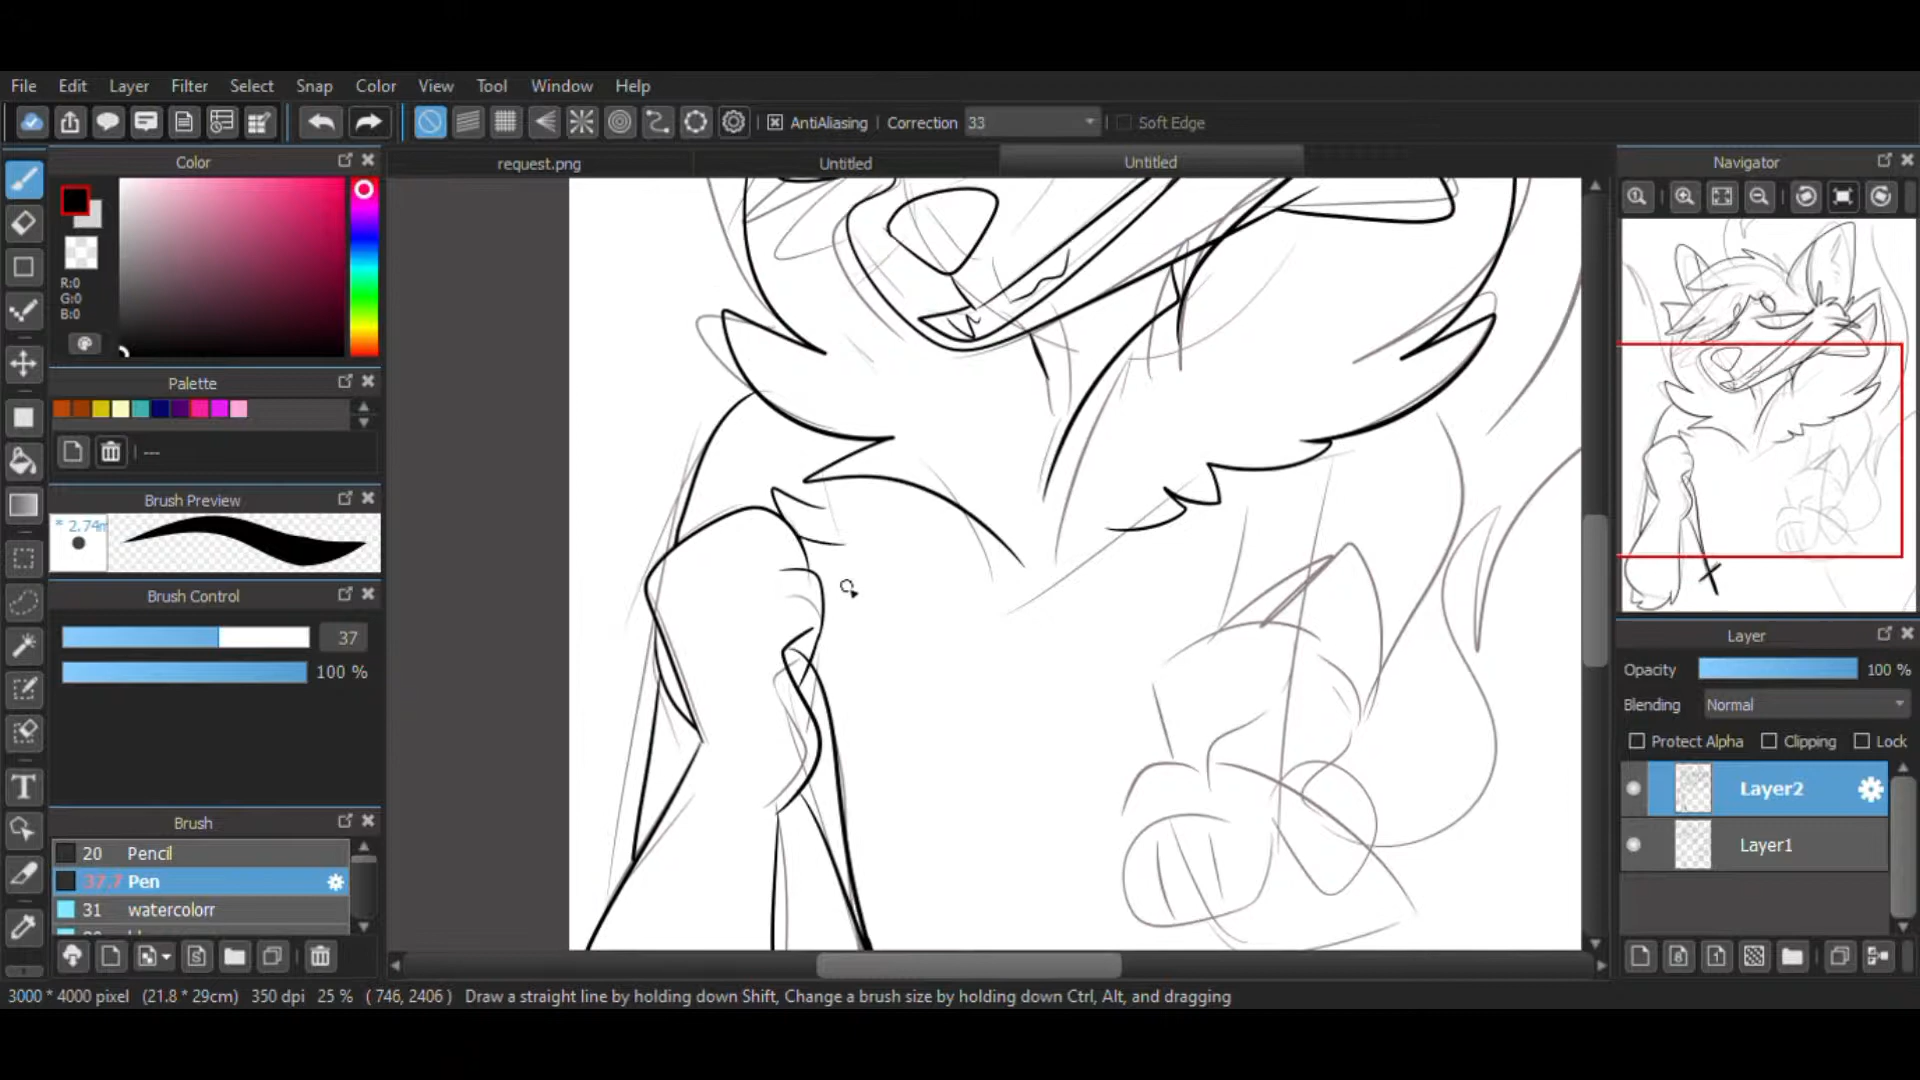 File Edit Layer Filter Select Snap Color View Tool Window Help
AntiAliasing Correction 33 Soft Edge
Color
request.png Untitled Untitled
Navigator
R:0
G:0
B:0
Palette
---
Brush Preview
* 2.74m
Brush Control
37
100 %
Brush
20 Pencil
37.7 Pen
31 watercolorr
Layer
Opacity 100 %
Blending Normal
Protect Alpha Clipping Lock
Layer2
Layer1
3000 * 4000 pixel (21.8 * 29cm) 350 dpi 25 % ( 746, 2406 ) Draw a straight line by holding down Shift, Change a brush size by holding down Ctrl, Alt, and dragging